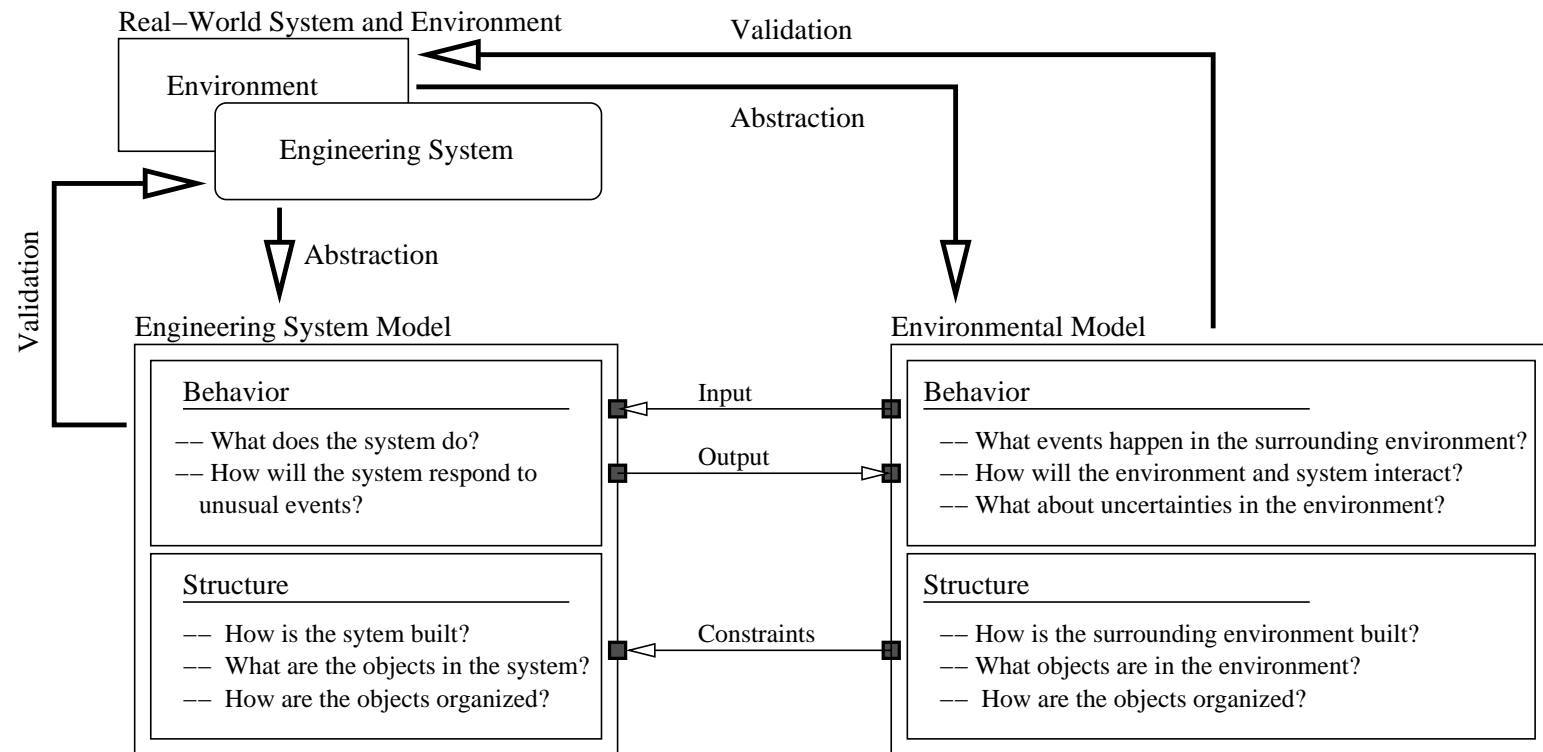 Real−World System and Environment
Validation
Environment
Abstraction
Engineering System
Abstraction
Validation
Engineering System Model
Behavior
−− What does the system do?
−− How will the system respond to
unusual events?
Structure
−− How is the sytem built?
−− What are the objects in the system?
−− How are the objects organized?
Input
Output
Constraints
Environmental Model
Behavior
−− What events happen in the surrounding environment?
−− How will the environment and system interact?
−− What about uncertainties in the environment?
Structure
−− How is the surrounding environment built?
−− What objects are in the environment?
−− How are the objects organized?